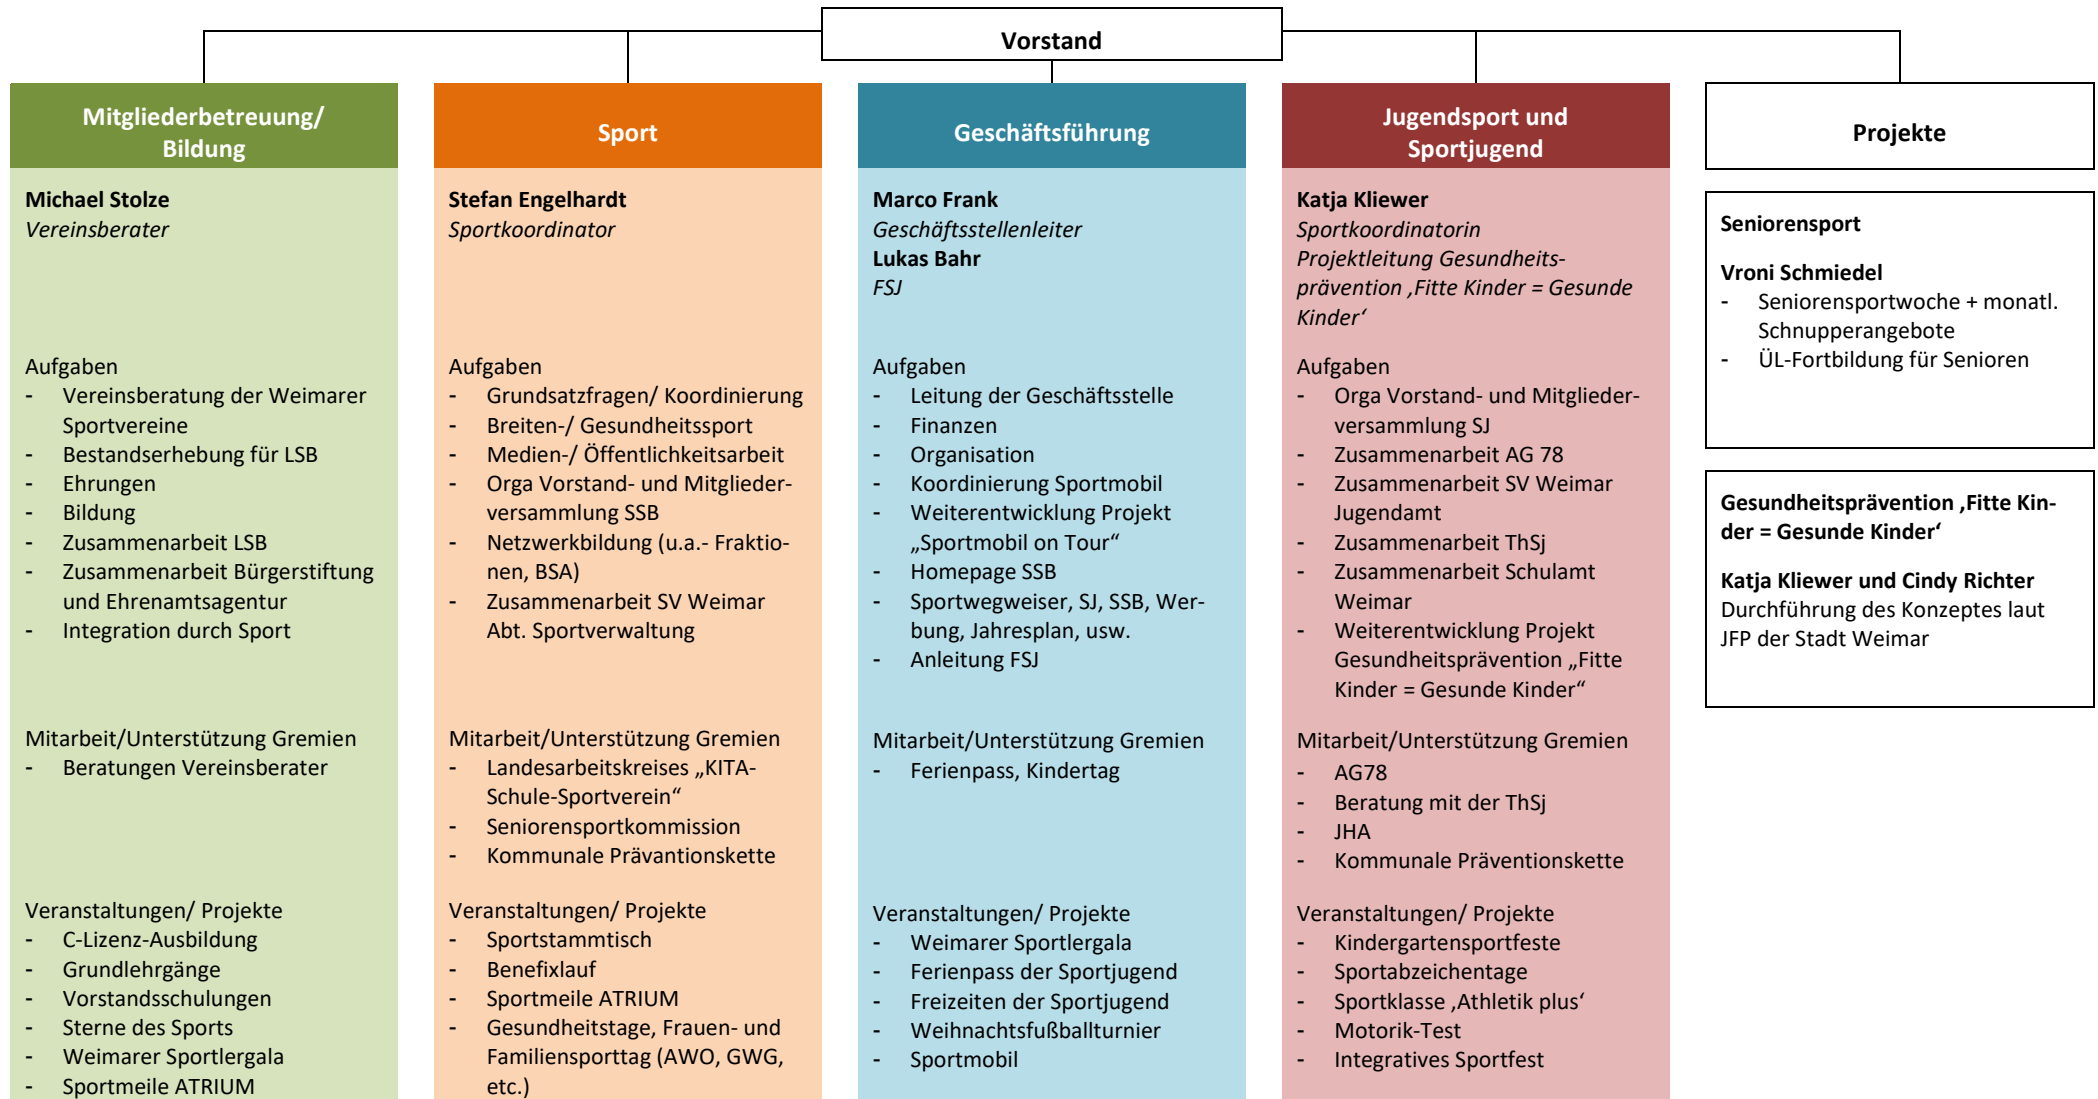 Vorstand
Mitgliederbetreuung/
Bildung
Michael Stolze
Vereinsberater
Aufgaben
- Vereinsberatung der Weimarer
Sportvereine
- Bestandserhebung für LSB
- Ehrungen
- Bildung
- Zusammenarbeit LSB
- Zusammenarbeit Bürgerstiftung
und Ehrenamtsagentur
- Integration durch Sport
Mitarbeit/Unterstützung Gremien
- Beratungen Vereinsberater
Veranstaltungen/ Projekte
- C-Lizenz-Ausbildung
- Grundlehrgänge
- Vorstandsschulungen
- Sterne des Sports
- Weimarer Sportlergala
- Sportmeile ATRIUM
Sport
Stefan Engelhardt
Sportkoordinator
Aufgaben
- Grundsatzfragen/ Koordinierung
- Breiten-/ Gesundheitssport
- Medien-/ Öffentlichkeitsarbeit
- Orga Vorstand- und Mitglieder-
versammlung SSB
- Netzwerkbildung (u.a.- Fraktio-
nen, BSA)
- Zusammenarbeit SV Weimar
Abt. Sportverwaltung
Mitarbeit/Unterstützung Gremien
- Landesarbeitskreises „KITA-
Schule-Sportverein“
- Seniorensportkommission
- Kommunale Prävantionskette
Veranstaltungen/ Projekte
- Sportstammtisch
- Benefixlauf
- Sportmeile ATRIUM
- Gesundheitstage, Frauen- und
Familiensporttag (AWO, GWG,
etc.)
Geschäftsführung
Marco Frank
Geschäftsstellenleiter
Lukas Bahr
FSJ
Aufgaben
- Leitung der Geschäftsstelle
- Finanzen
- Organisation
- Koordinierung Sportmobil
- Weiterentwicklung Projekt
„Sportmobil on Tour“
- Homepage SSB
- Sportwegweiser, SJ, SSB, Wer-
bung, Jahresplan, usw.
- Anleitung FSJ
Mitarbeit/Unterstützung Gremien
- Ferienpass, Kindertag
Veranstaltungen/ Projekte
- Weimarer Sportlergala
- Ferienpass der Sportjugend
- Freizeiten der Sportjugend
- Weihnachtsfußballturnier
- Sportmobil
Jugendsport und
Sportjugend
Katja Kliewer
Sportkoordinatorin
Projektleitung Gesundheits-
prävention ‚Fitte Kinder = Gesunde
Kinder‘
Aufgaben
- Orga Vorstand- und Mitglieder-
versammlung SJ
- Zusammenarbeit AG 78
- Zusammenarbeit SV Weimar
Jugendamt
- Zusammenarbeit ThSj
- Zusammenarbeit Schulamt
Weimar
- Weiterentwicklung Projekt
Gesundheitsprävention „Fitte
Kinder = Gesunde Kinder“
Mitarbeit/Unterstützung Gremien
- AG78
- Beratung mit der ThSj
- JHA
- Kommunale Präventionskette
Veranstaltungen/ Projekte
- Kindergartensportfeste
- Sportabzeichentage
- Sportklasse ‚Athletik plus‘
- Motorik-Test
- Integratives Sportfest
Projekte
Seniorensport
Vroni Schmiedel
- Seniorensportwoche + monatl.
Schnupperangebote
- ÜL-Fortbildung für Senioren
Gesundheitsprävention ‚Fitte Kin-
der = Gesunde Kinder‘
Katja Kliewer und Cindy Richter
Durchführung des Konzeptes laut
JFP der Stadt Weimar